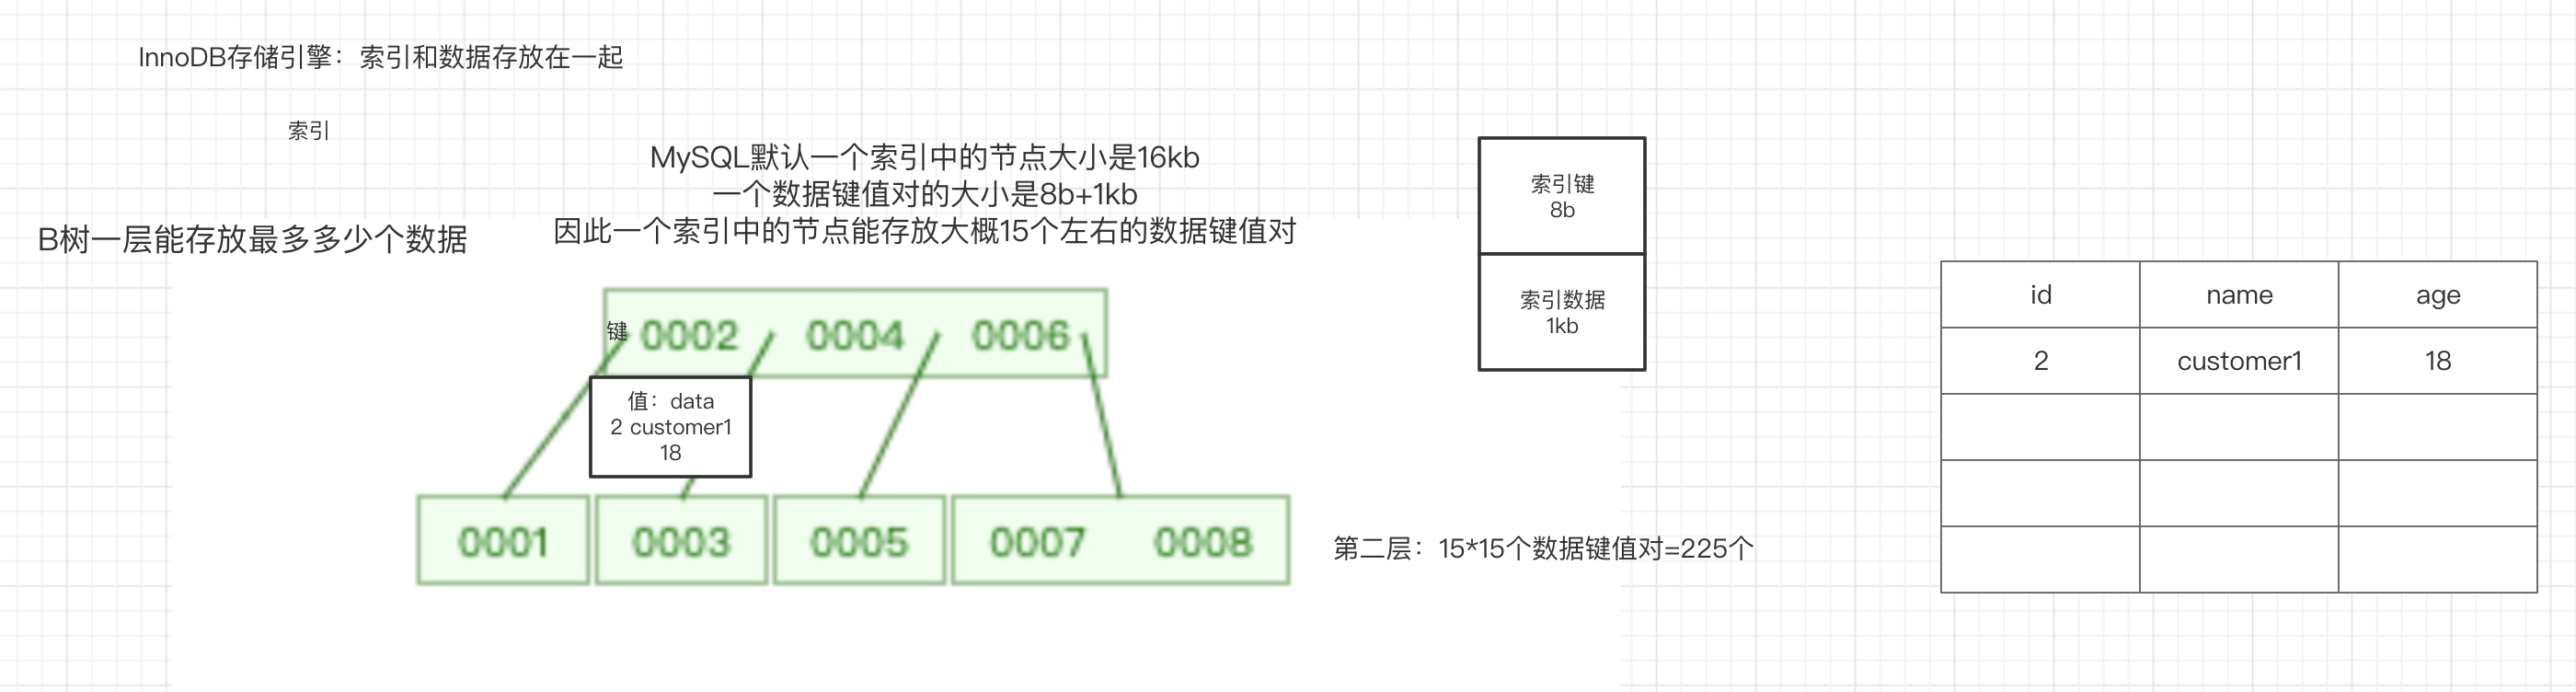 InnoDB存储引擎：索引和数据存放在一起
索引
MySQL默认一个索引中的节点大小是16kb
一个数据键值对的大小是8b+1kb
因此一个索引中的节点能存放大概15个左右的数据键值对
B树一层能存放最多多少个数据
索引键
8b
索引数据
1kb
键 0002 0004 0006
值：data
2 customer1
18
0001 0003 0005 0007 0008
第二层：15*15个数据键值对=225个
id name age
2 customer1 18